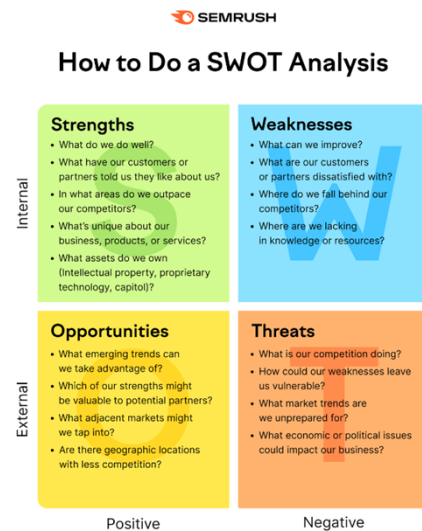 SEMRUSH
How to Do a SWOT Analysis
Internal
Strengths
• What do we do well?
• What have our customers or
partners told us they like about us?
• In what areas do we outpace
our competitors?
• What's unique about our
business, products, or services?
• What assets do we own
(Intellectual property, proprietary
technology, capitol)?
Weaknesses
• What can we improve?
• What are our customers
or partners dissatisfied with?
• Where do we fall behind our
competitors?
• Where are we lacking
in knowledge or resources?
External
Opportunities
• What emerging trends can
we take advantage of?
• Which of our strengths might
be valuable to potential partners?
• What adjacent markets might
we tap into?
• Are there geographic locations
with less competition?
Threats
• What is our competition doing?
• How could our weaknesses leave
us vulnerable?
• What market trends are
we unprepared for?
• What economic or political issues
could impact our business?
S
W
O
T
Positive
Negative